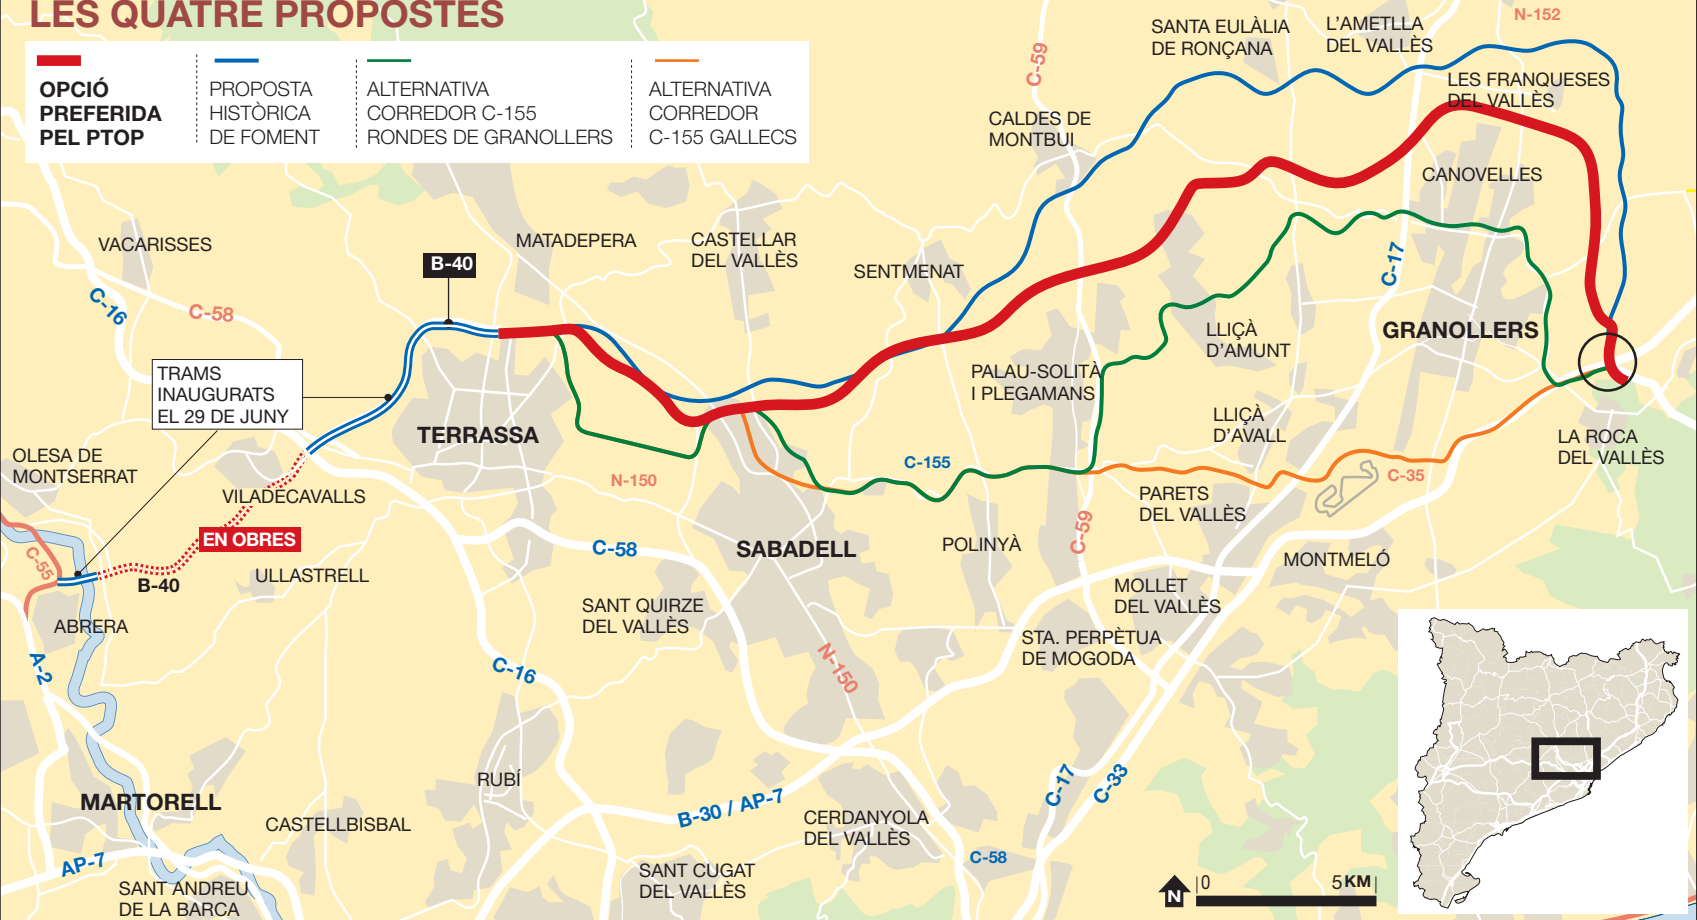 LES QUATRE PROPOSTES
OPCIÓ
PREFERIDA
PEL PTOP
PROPOSTA
HISTÒRICA
DE FOMENT
ALTERNATIVA
CORREDOR C-155
RONDES DE GRANOLLERS
ALTERNATIVA
CORREDOR
C-155 GALLECS
C-59
SANTA EULÀLIA
DE RONÇANA
L'AMETLLA
DEL VALLÈS
N-152
LES FRANQUESES
DEL VALLÈS
CALDES DE
MONTBUI
CANOVELLES
VACARISSES
MATADEPERA
CASTELLAR
DEL VALLÈS
SENTMENAT
B-40
C-16
C-58
C-17
LLIÇÀ
D'AMUNT
GRANOLLERS
TRAMS
INAUGURATS
EL 29 DE JUNY
PALAU-SOLITÀ
I PLEGAMANS
LLIÇÀ
D'AVALL
TERRASSA
LA ROCA
DEL VALLÈS
OLESA DE
MONTSERRAT
VILADECAVALLS
N-150
C-155
C-35
PARETS
DEL VALLÈS
EN OBRES
C-58
SABADELL
POLINYÀ
C-59
MONTMELÓ
C-55
B-40
ULLASTRELL
ABRERA
SANT QUIRZE
DEL VALLÈS
MOLLET
DEL VALLÈS
STA. PERPÈTUA
DE MOGODA
A-2
C-16
N-150
MARTORELL
RUBÍ
CASTELLBISBAL
B-30 / AP-7
CERDANYOLA
DEL VALLÈS
C-17
C-33
AP-7
SANT ANDREU
DE LA BARCA
SANT CUGAT
DEL VALLÈS
C-58
N
0
5 KM